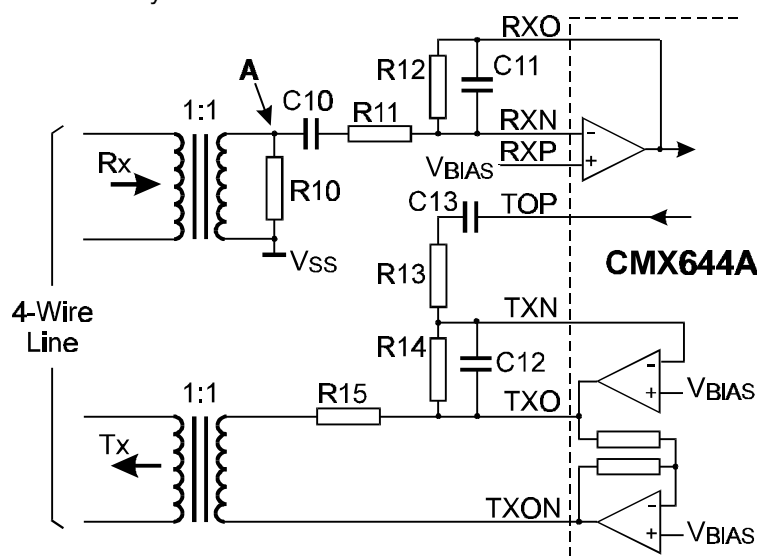 RXO
R12
C11
A
C10
R11
1:1
RXN
RXP
Rx
R10
VBIAS
C13
TOP
VSS
CMX644A
R13
TXN
4-Wire
Line
R14
C12
1:1
R15
TXO
VBIAS
Tx
TXON
VBIAS
-
+
-
+
-
+